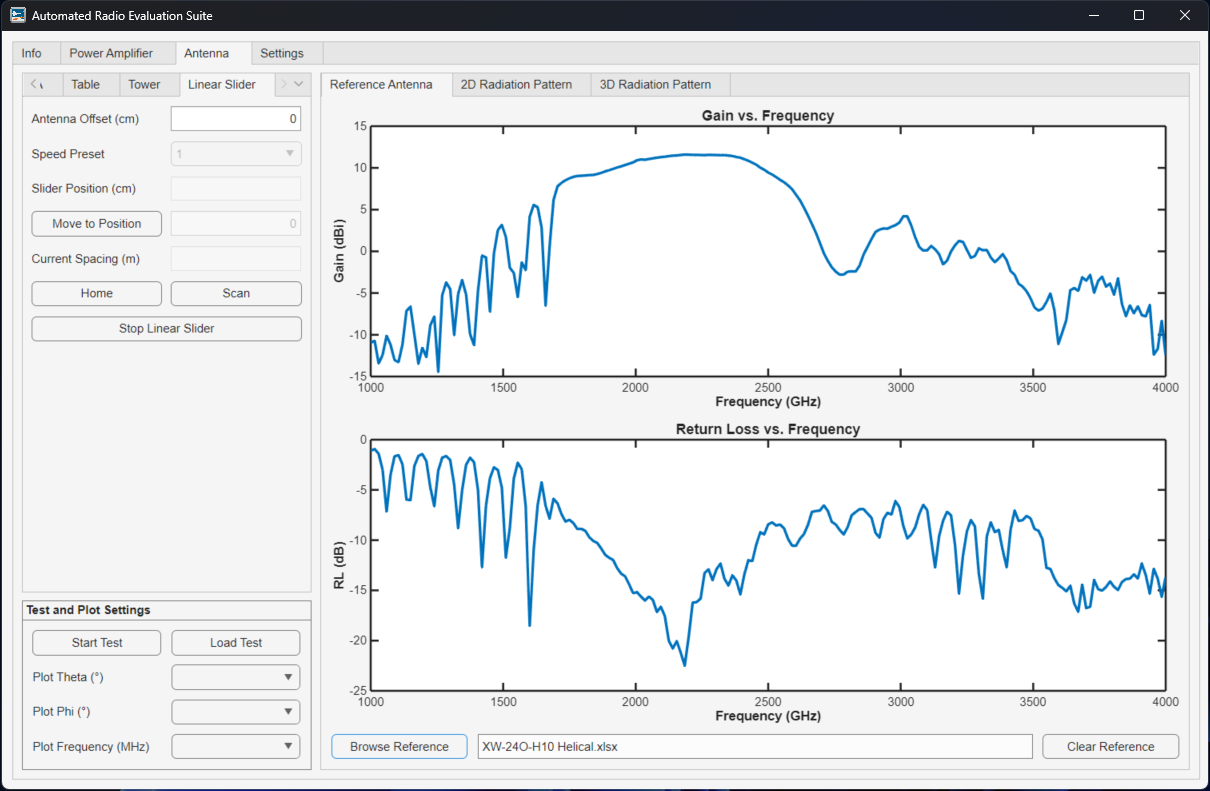 Automated Radio Evaluation Suite
Info Power Amplifier Antenna Settings
Table Tower Linear Slider
Antenna Offset (cm) 0
Speed Preset 1
Slider Position (cm)
Move to Position 0
Current Spacing (m)
Home Scan
Stop Linear Slider
Test and Plot Settings
Start Test Load Test
Plot Theta (°)
Plot Phi (°)
Plot Frequency (MHz)
Reference Antenna 2D Radiation Pattern 3D Radiation Pattern
Gain vs. Frequency
15
10
5
0
-5
-10
-15
Gain (dBi)
1000 1500 2000 2500 3000 3500 4000
Frequency (GHz)
Return Loss vs. Frequency
0
-5
-10
-15
-20
-25
RL (dB)
1000 1500 2000 2500 3000 3500 4000
Frequency (GHz)
Browse Reference XW-24O-H10 Helical.xlsx Clear Reference